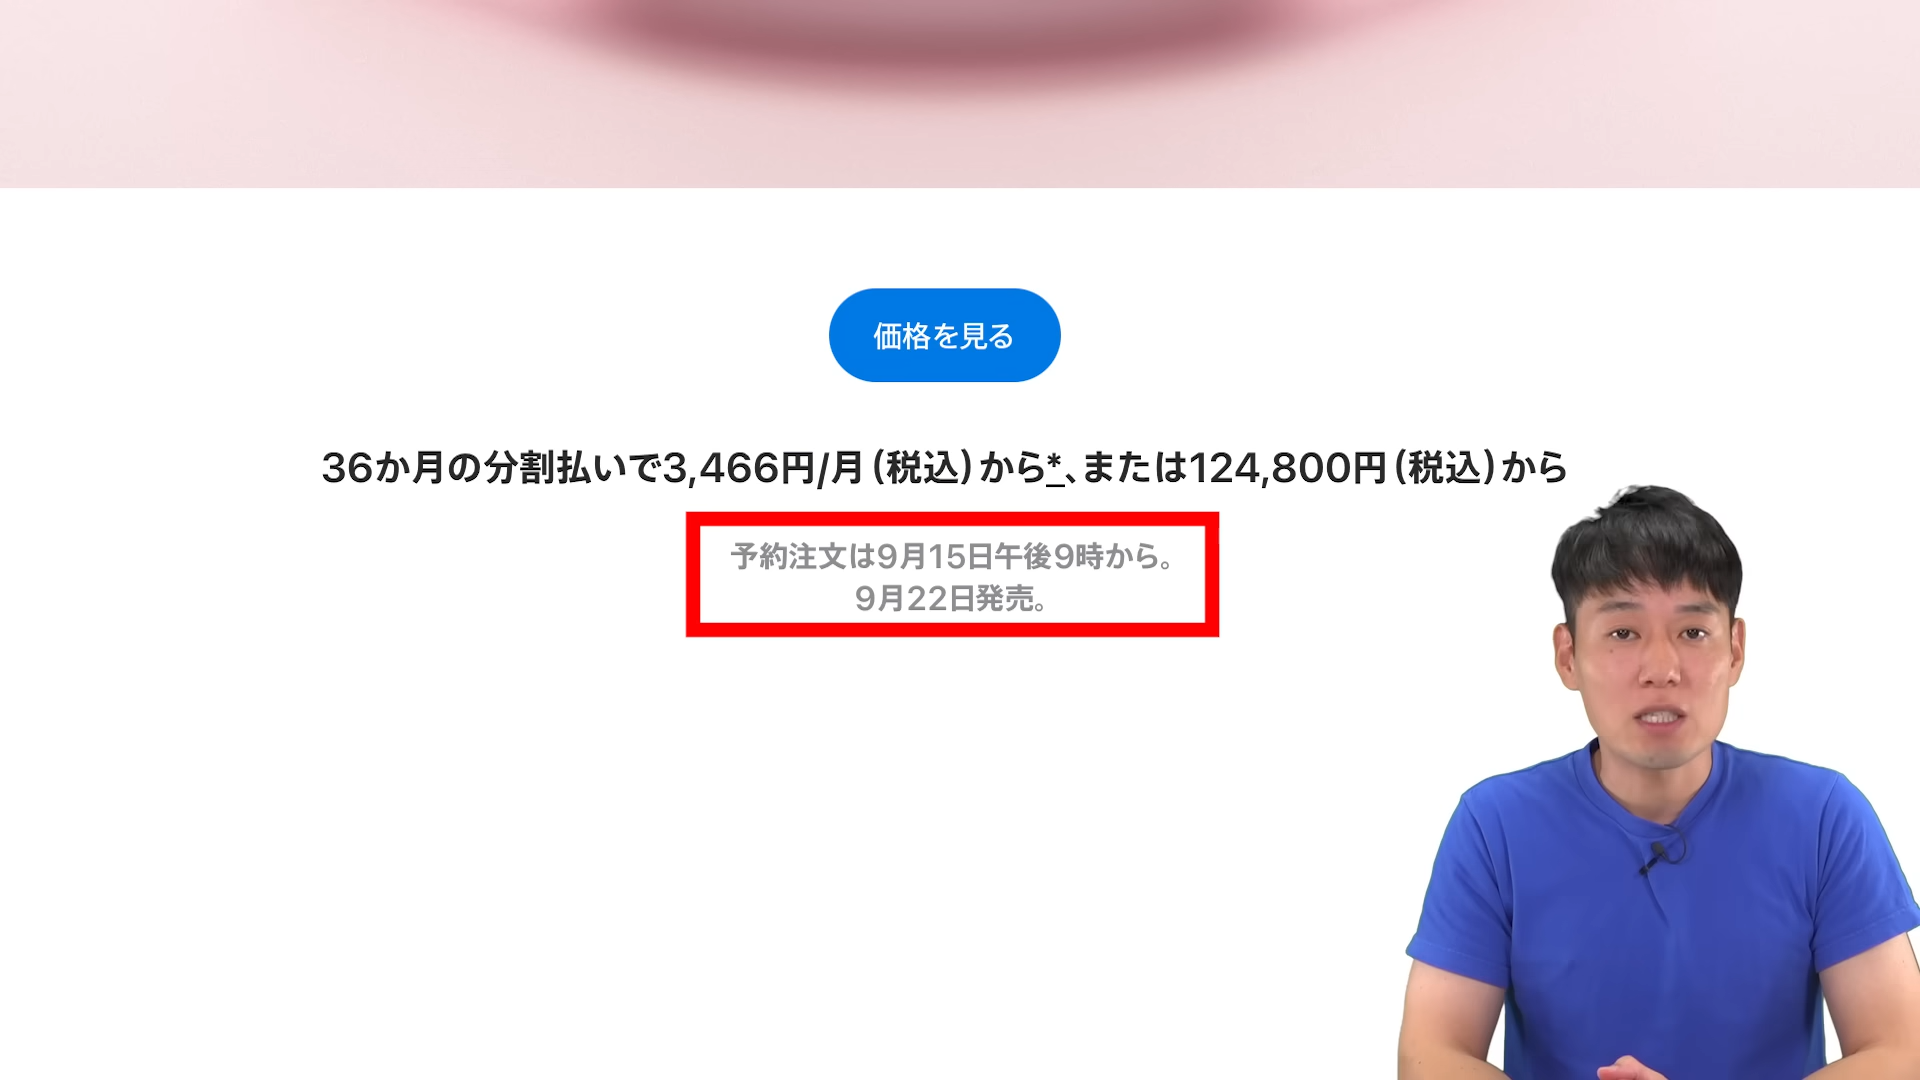 価格を見る
36か月の分割払いで3,466円/月(税込)から*、または124,800円(税込)から
予約注文は9月15日午後9時から。
9月22日発売。